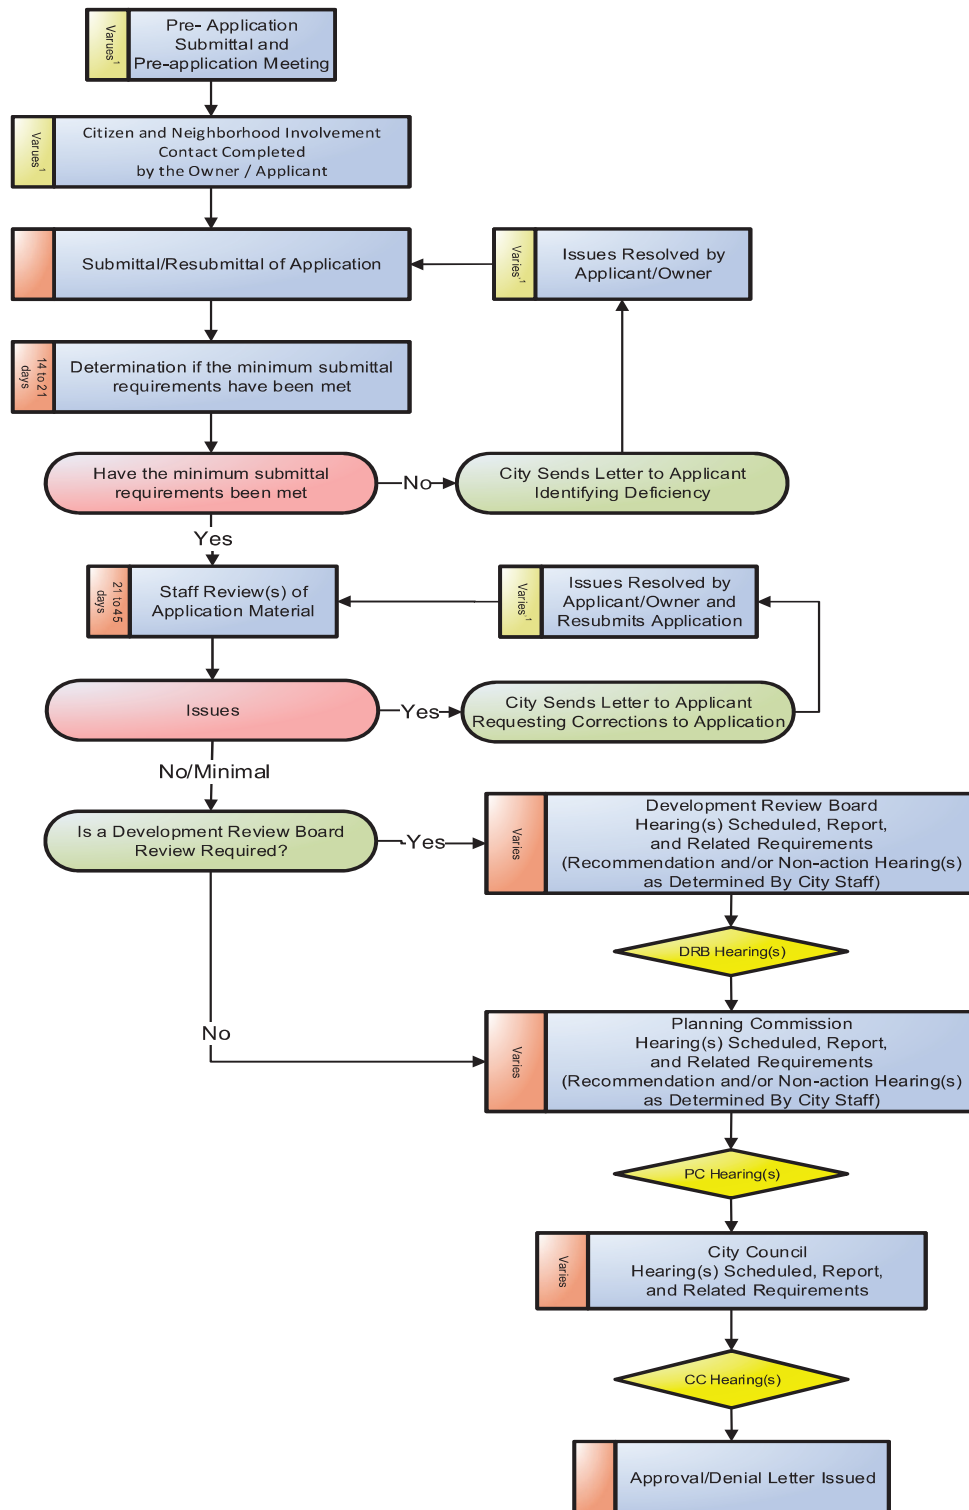 Varues¹
Pre- Application
Submittal and
Pre-application Meeting
Varues¹
Citizen and Neighborhood Involvement
Contact Completed
by the Owner / Applicant
Submittal/Resubmittal of Application
Varies.¹
Issues Resolved by
Applicant/Owner
14 to 21
days
Determination if the minimum submittal
requirements have been met
Have the minimum submittal
requirements been met
No
City Sends Letter to Applicant
Identifying Deficiency
Yes
21 to 45
days
Staff Review(s) of
Application Material
Varies.¹
Issues Resolved by
Applicant/Owner and
Resubmits Application
Issues
Yes
City Sends Letter to Applicant
Requesting Corrections to Application
No/Minimal
Is a Development Review Board
Review Required?
Yes
Varies
Development Review Board
Hearing(s) Scheduled, Report,
and Related Requirements
(Recommendation and/or Non-action Hearing(s)
as Determined By City Staff)
DRB Hearing(s)
No
Varies
Planning Commission
Hearing(s) Scheduled, Report,
and Related Requirements
(Recommendation and/or Non-action Hearing(s)
as Determined By City Staff)
PC Hearing(s)
Varies
City Council
Hearing(s) Scheduled, Report,
and Related Requirements
CC Hearing(s)
Approval/Denial Letter Issued